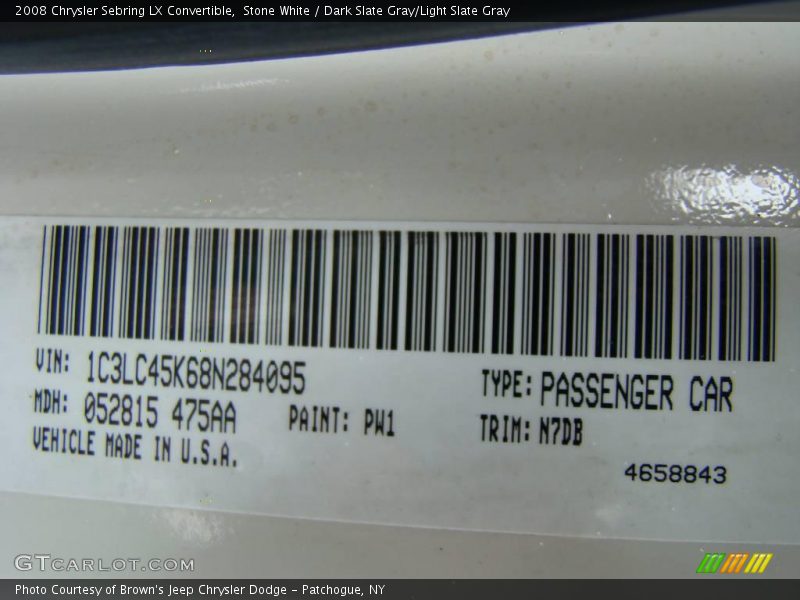 2008 Chrysler Sebring LX Convertible, Stone White / Dark Slate Gray/Light Slate Gray
VIN: 1C3LC45K68N284095
TYPE: PASSENGER CAR
MDH: 052815 475AA
PAINT: PW1
TRIM: N7DB
VEHICLE MADE IN U.S.A.
4658843
GTCARLOT.COM
Photo Courtesy of Brown's Jeep Chrysler Dodge - Patchogue, NY